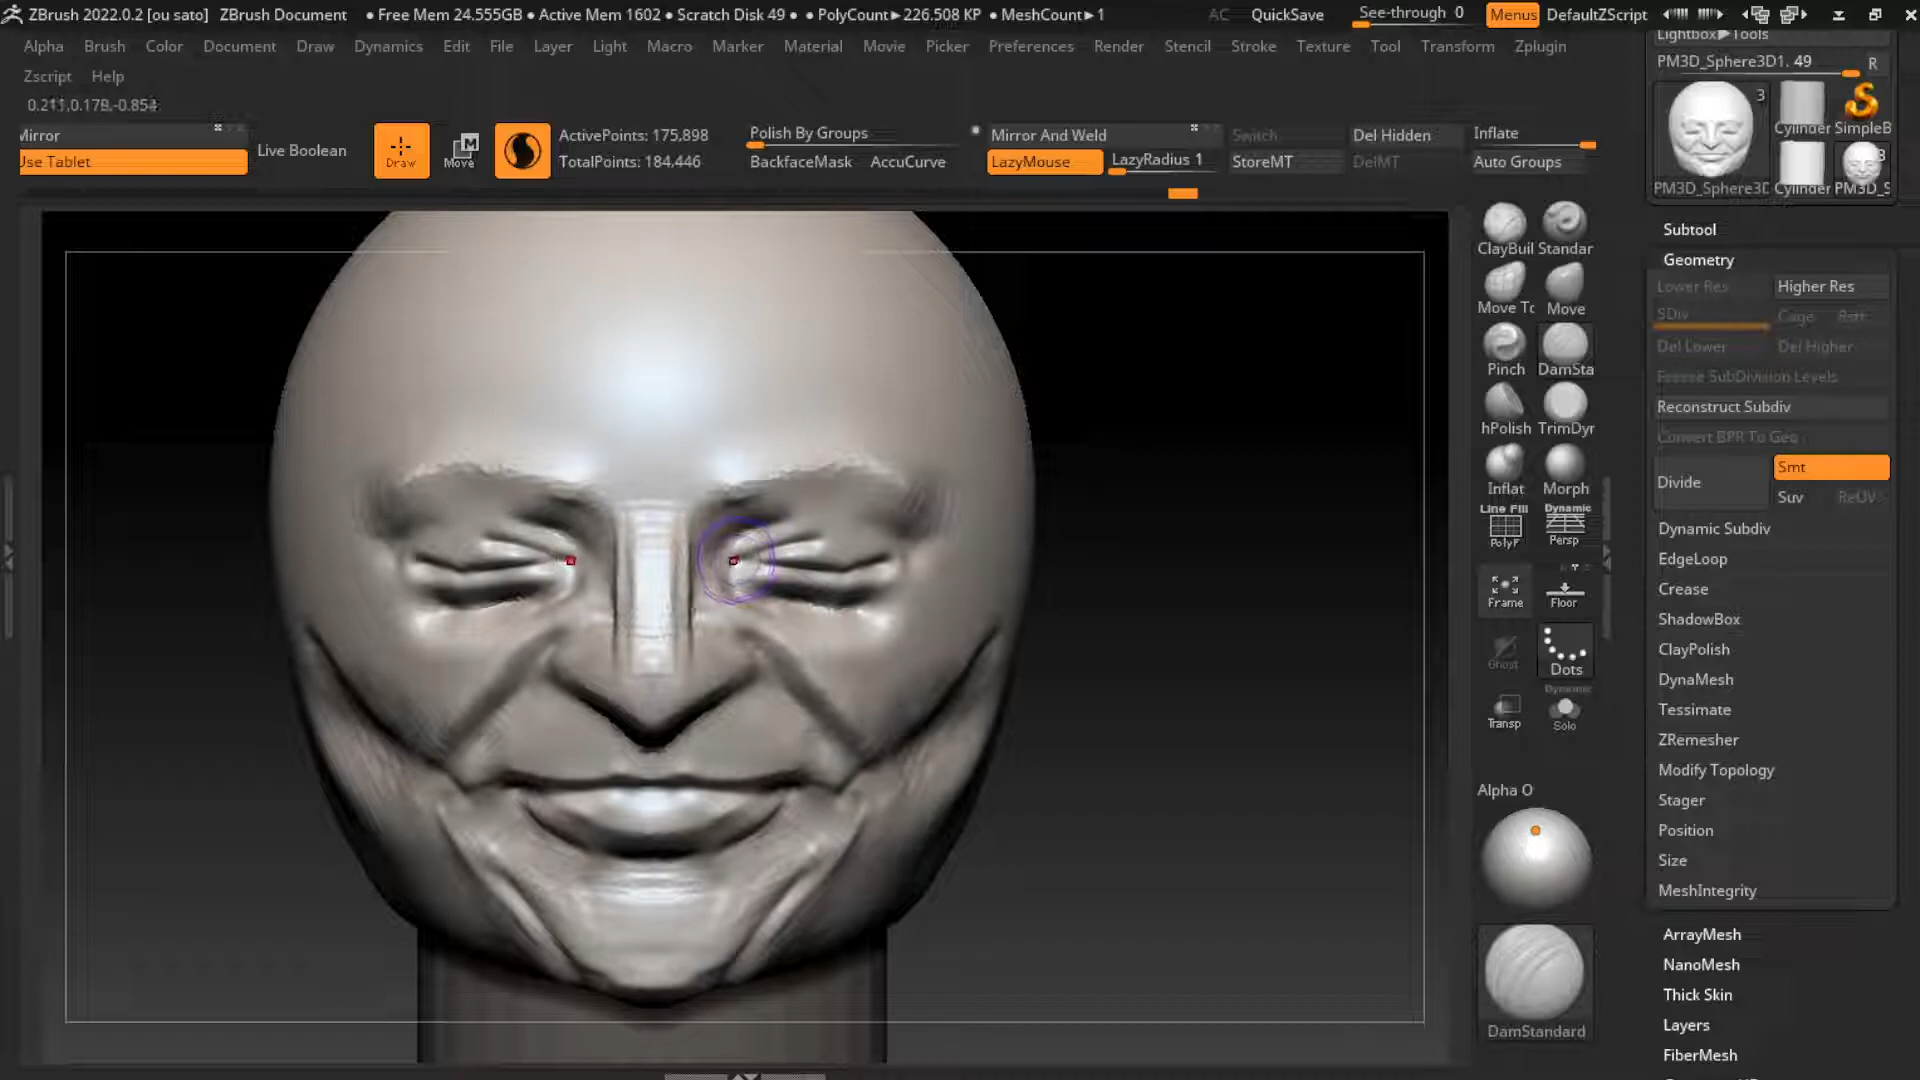 ZBrush 2022.0.2 [ou sato] ZBrush Document • Free Mem 24.555GB • Active Mem 1602 • Scratch Disk 49 • • PolyCount► 226.508 KP • MeshCount► 1 AC QuickSave See-through 0 Menus DefaultZScript
Alpha Brush Color Document Draw Dynamics Edit File Layer Light Macro Marker Material Movie Picker Preferences Render Stencil Stroke Texture Tool Transform Zplugin
Zscript Help
Lightbox►Tools
PM3D_Sphere3D1. 49 R
3
Cylinder SimpleB
3
PM3D_Sphere3D Cylinder PM3D_S
Mirror
Use Tablet
Live Boolean
Draw
Move
ActivePoints: 175,898
TotalPoints: 184,446
Polish By Groups
BackfaceMask AccuCurve
Mirror And Weld
LazyMouse LazyRadius 1
Switch
StoreMT
Del Hidden
DelMT
Inflate
Auto Groups
ClayBuil Standar
Move To Move
Pinch DamSta
hPolish TrimDyr
Inflat Morph
Line Fill Dynamic
PolyF Persp
Frame Floor
Ghost Dots
Dynamic
Transp Solo
Alpha O
DamStandard
Subtool
Geometry
Lower Res Higher Res
SDiv Cage Rstr
Del Lower Del Higher
Freeze SubDivision Levels
Reconstruct Subdiv
Convert BPR To Geo
Divide Smt
Suv ReUV
Dynamic Subdiv
EdgeLoop
Crease
ShadowBox
ClayPolish
DynaMesh
Tessimate
ZRemesher
Modify Topology
Stager
Position
Size
MeshIntegrity
ArrayMesh
NanoMesh
Thick Skin
Layers
FiberMesh